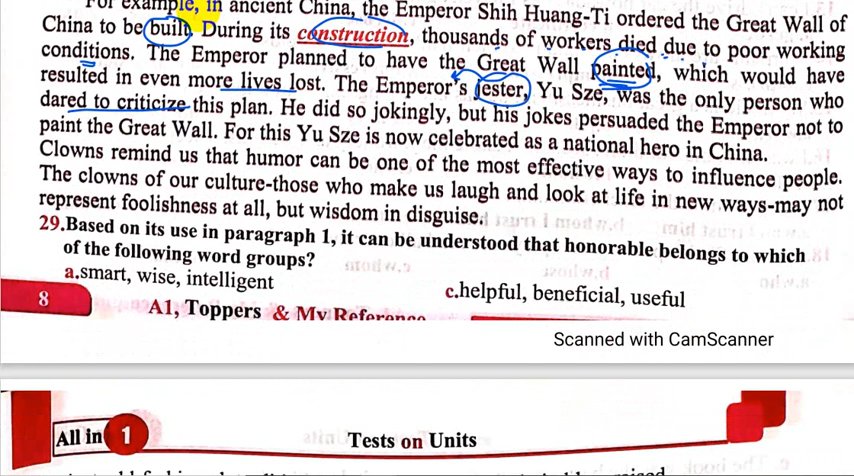 For example, in ancient China, the Emperor Shih Huang-Ti ordered the Great Wall of
China to be built. During its construction, thousands of workers died due to poor working
conditions. The Emperor planned to have the Great Wall painted, which would have
resulted in even more lives lost. The Emperor's jester, Yu Sze, was the only person who
dared to criticize this plan. He did so jokingly, but his jokes persuaded the Emperor not to
paint the Great Wall. For this Yu Sze is now celebrated as a national hero in China.
Clowns remind us that humor can be one of the most effective ways to influence people.
The clowns of our culture-those who make us laugh and look at life in new ways-may not
represent foolishness at all, but wisdom in disguise.
29.Based on its use in paragraph 1, it can be understood that honorable belongs to which
of the following word groups?
a.smart, wise, intelligent
c.helpful, beneficial, useful
8
A1, Toppers & My Reference
Scanned with CamScanner
All in 1
Tests on Units